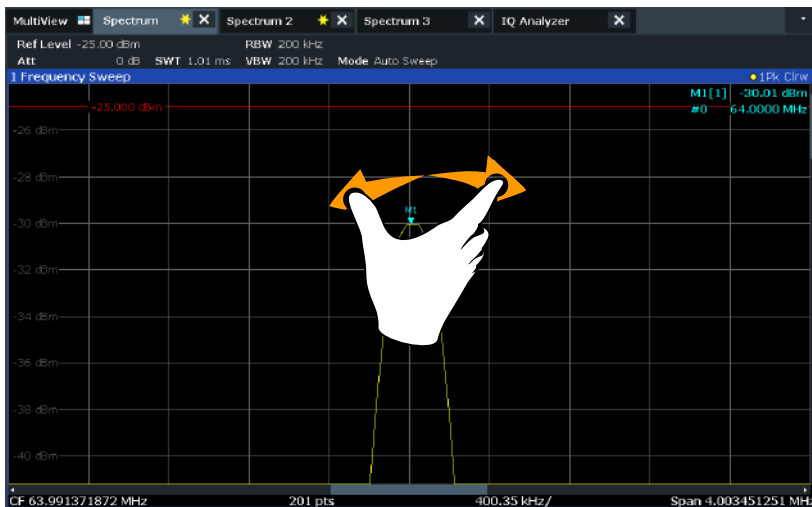 MultiView Spectrum Spectrum 2 Spectrum 3 IQ Analyzer
Ref Level -25.00 dBm RBW 200 kHz
Att 0 dB SWT 1.01 ms VBW 200 kHz Mode Auto Sweep
1 Frequency Sweep 1Pk Clrw
M1[1] -30.01 dBm
#0 64.0000 MHz
-25.000 dBm
-26 dBm
-28 dBm
M1
-30 dBm
-32 dBm
-34 dBm
-36 dBm
-38 dBm
-40 dBm
CF 63.991371872 MHz 201 pts 400.35 kHz/ Span 4.003451251 MHz